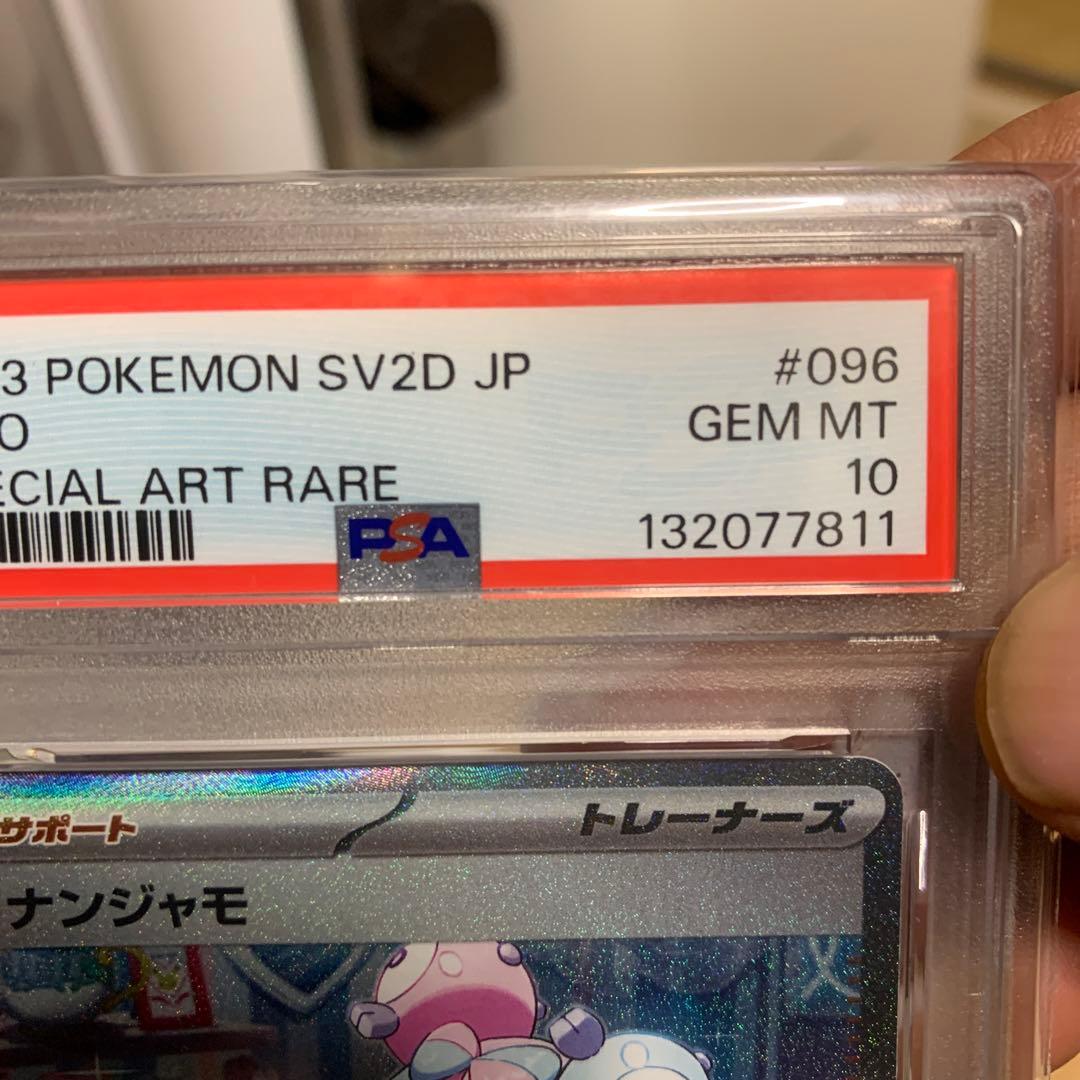 3 POKEMON SV2D JP #096
O GEM MT
ECIAL ART RARE 10
PSA 132077811
サポート トレーナーズ
ナンジャモ